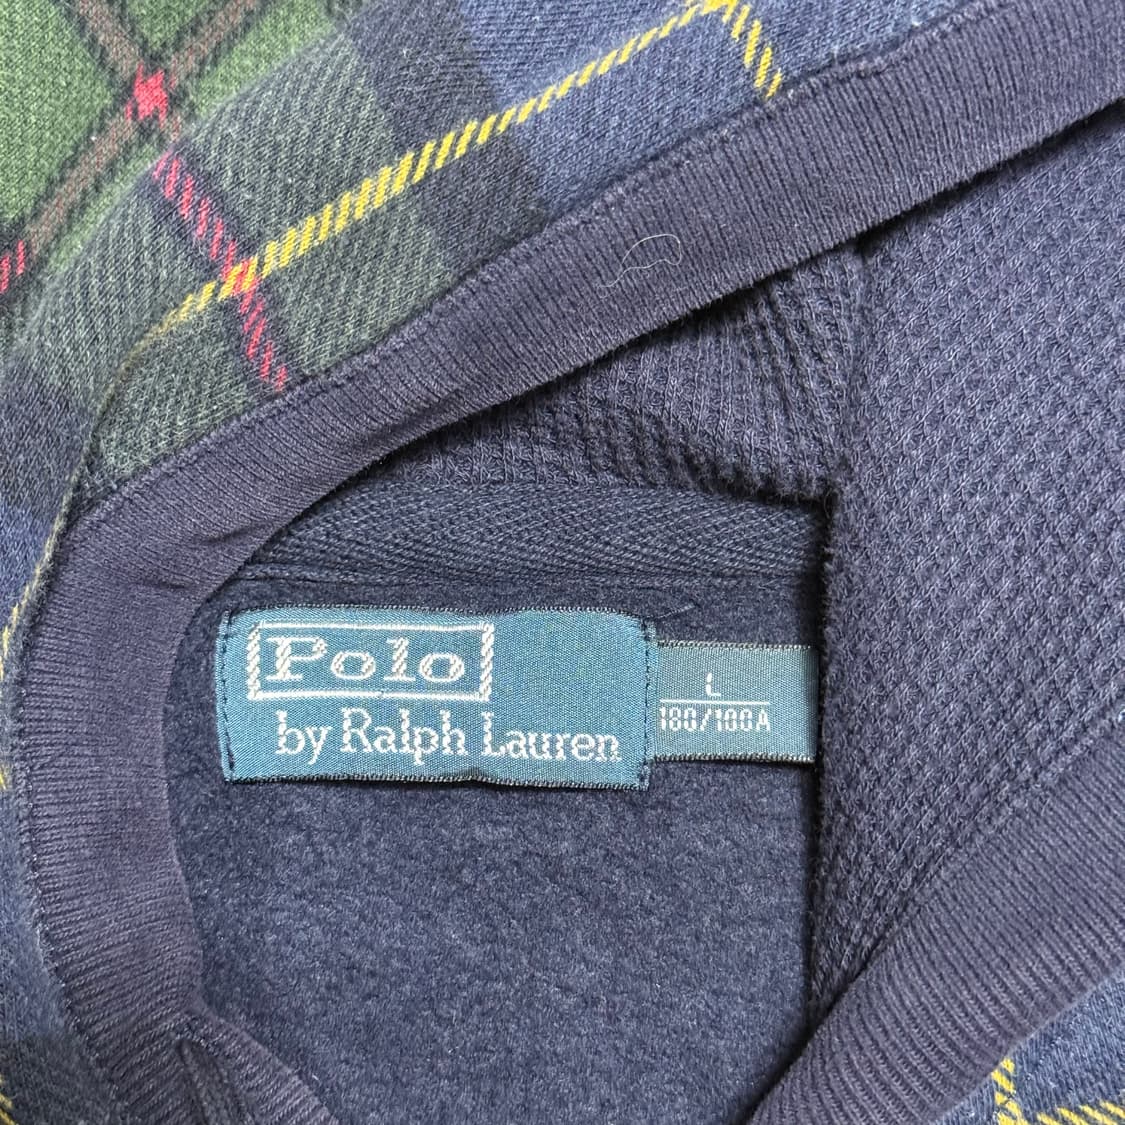 Polo
by Ralph Lauren
L
180/100A